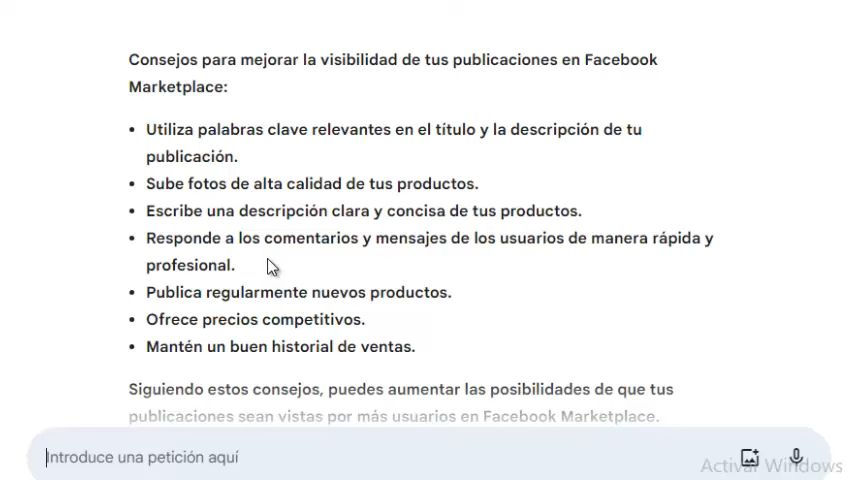 Consejos para mejorar la visibilidad de tus publicaciones en Facebook
Marketplace:
• Utiliza palabras clave relevantes en el título y la descripción de tu
publicación.
• Sube fotos de alta calidad de tus productos.
• Escribe una descripción clara y concisa de tus productos.
• Responde a los comentarios y mensajes de los usuarios de manera rápida y
profesional.
• Publica regularmente nuevos productos.
• Ofrece precios competitivos.
• Mantén un buen historial de ventas.
Siguiendo estos consejos, puedes aumentar las posibilidades de que tus
publicaciones sean vistas por más usuarios en Facebook Marketplace.
Introduce una petición aquí
Activar Windows